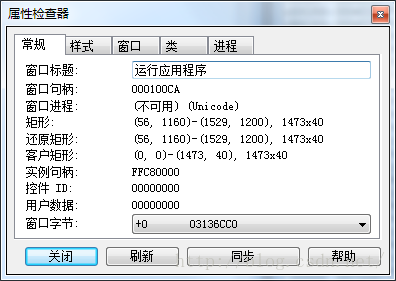 属性检查器
常规 样式 窗口 类 进程
窗口标题: 运行应用程序
窗口句柄: 000100CA
窗口进程: (不可用) (Unicode)
矩形: (56, 1160)-(1529, 1200), 1473x40
还原矩形: (56, 1160)-(1529, 1200), 1473x40
客户矩形: (0, 0)-(1473, 40), 1473x40
实例句柄: FFC80000
控件 ID: 00000000
用户数据: 00000000
窗口字节: +0 03136CC0
关闭 刷新 同步 帮助